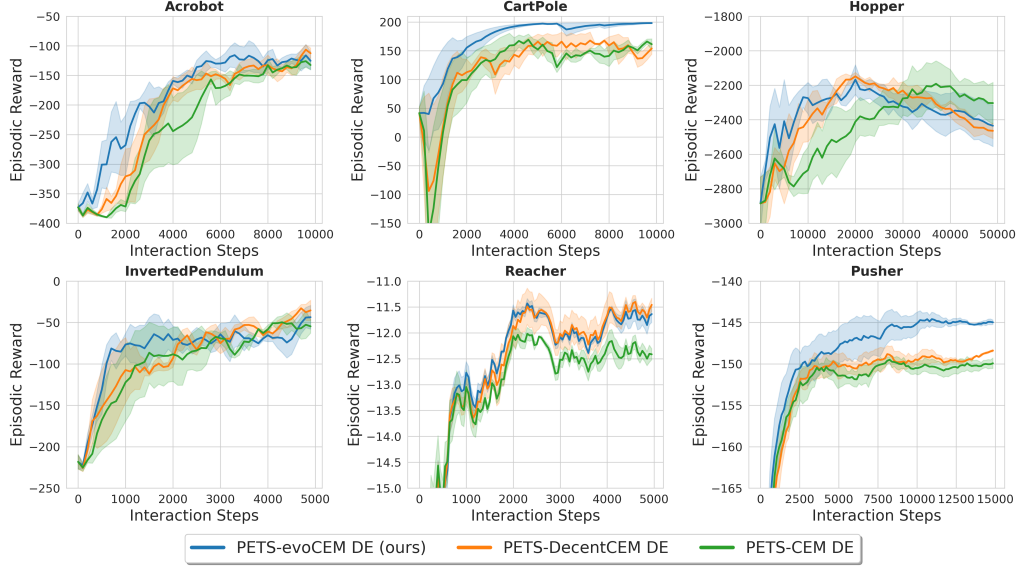 Acrobot
CartPole
Hopper
Episodic Reward
−50
−100
−150
−200
−250
−300
−350
−400
0 2000 4000 6000 8000 10000
Interaction Steps
Episodic Reward
200
150
100
50
0
−50
−100
−150
0 2000 4000 6000 8000 10000
Interaction Steps
Episodic Reward
−1800
−2000
−2200
−2400
−2600
−2800
−3000
0 10000 20000 30000 40000 50000
Interaction Steps
InvertedPendulum
Reacher
Pusher
Episodic Reward
0
−50
−100
−150
−200
−250
0 1000 2000 3000 4000 5000
Interaction Steps
Episodic Reward
−11.0
−11.5
−12.0
−12.5
−13.0
−13.5
−14.0
−14.5
−15.0
0 1000 2000 3000 4000 5000
Interaction Steps
Episodic Reward
−140
−145
−150
−155
−160
−165
0 2500 5000 7500 10000 12500 15000
Interaction Steps
PETS-evoCEM DE (ours) PETS-DecentCEM DE PETS-CEM DE